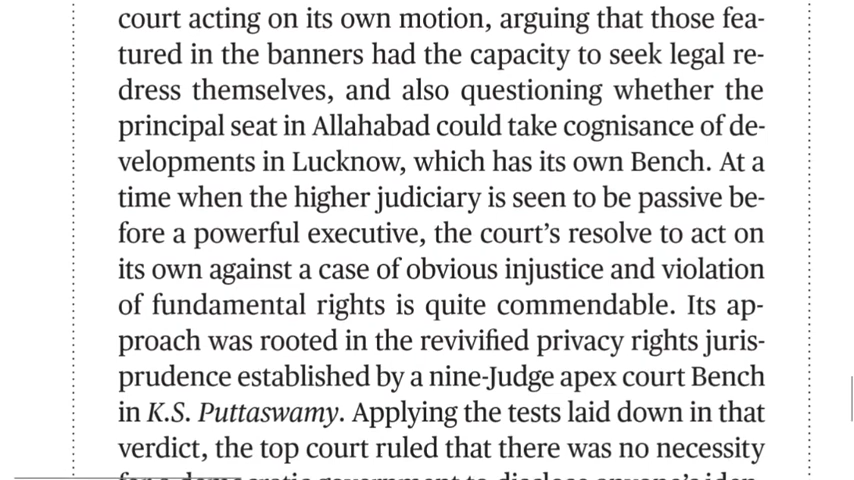 court acting on its own motion, arguing that those fea-
tured in the banners had the capacity to seek legal re-
dress themselves, and also questioning whether the
principal seat in Allahabad could take cognisance of de-
velopments in Lucknow, which has its own Bench. At a
time when the higher judiciary is seen to be passive be-
fore a powerful executive, the court's resolve to act on
its own against a case of obvious injustice and violation
of fundamental rights is quite commendable. Its ap-
proach was rooted in the revivified privacy rights juris-
prudence established by a nine-Judge apex court Bench
in K.S. Puttaswamy. Applying the tests laid down in that
verdict, the top court ruled that there was no necessity